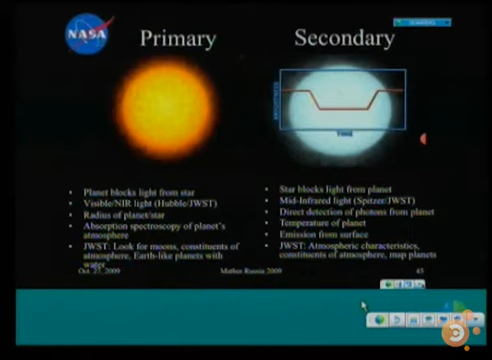 NASA
Primary
Secondary
BRIGHTNESS
TIME
• Planet blocks light from star
• Visible/NIR light (Hubble/JWST)
• Radius of planet/star
• Absorption spectroscopy of planet's
atmosphere
• JWST: Look for moons, constituents of
atmosphere, Earth-like planets with
water
• Star blocks light from planet
• Mid-Infrared light (Spitzer/JWST)
• Direct detection of photons from planet
• Temperature of planet
• Emission from surface
• JWST: Atmospheric characteristics,
constituents of atmosphere, map planets
Oct. 27, 2009
Mather Russia 2009
45